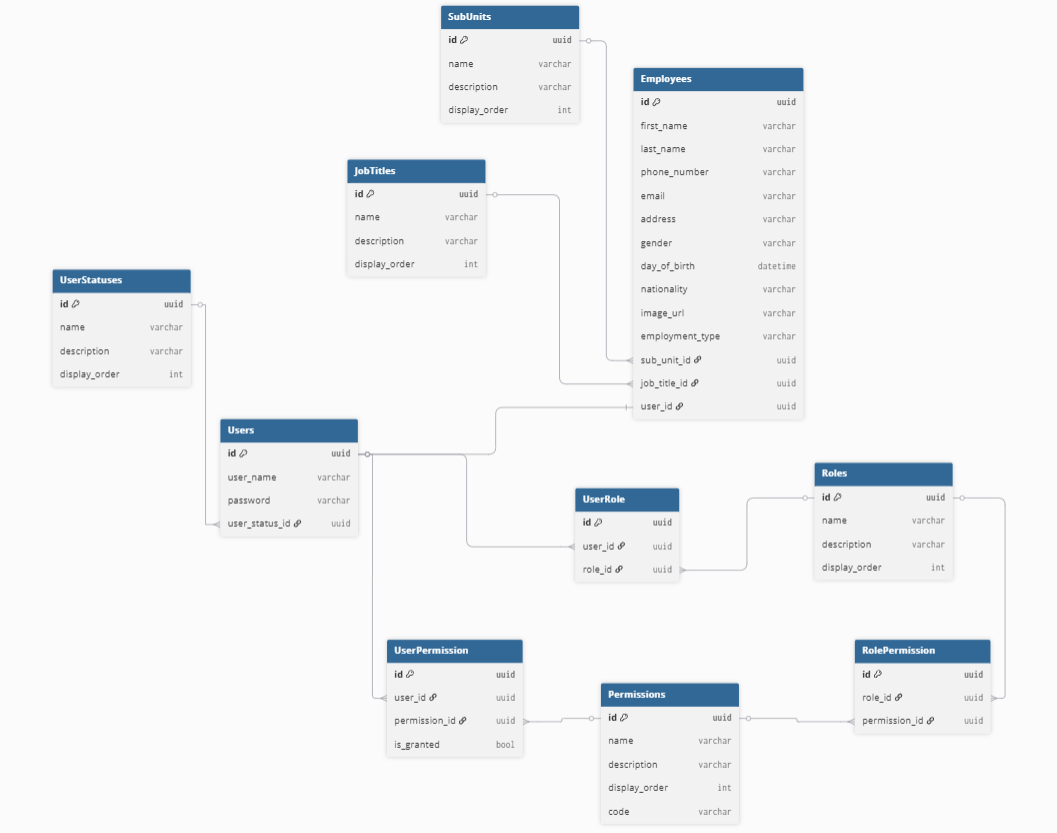 SubUnits
id uuid
name varchar
description varchar
display_order int
Employees
id uuid
first_name varchar
last_name varchar
phone_number varchar
email varchar
address varchar
gender varchar
day_of_birth datetime
nationality varchar
image_url varchar
employment_type varchar
sub_unit_id uuid
job_title_id uuid
user_id uuid
JobTitles
id uuid
name varchar
description varchar
display_order int
UserStatuses
id uuid
name varchar
description varchar
display_order int
Users
id uuid
user_name varchar
password varchar
user_status_id uuid
UserRole
id uuid
user_id uuid
role_id uuid
Roles
id uuid
name varchar
description varchar
display_order int
UserPermission
id uuid
user_id uuid
permission_id uuid
is_granted bool
Permissions
id uuid
name varchar
description varchar
display_order int
code varchar
RolePermission
id uuid
role_id uuid
permission_id uuid